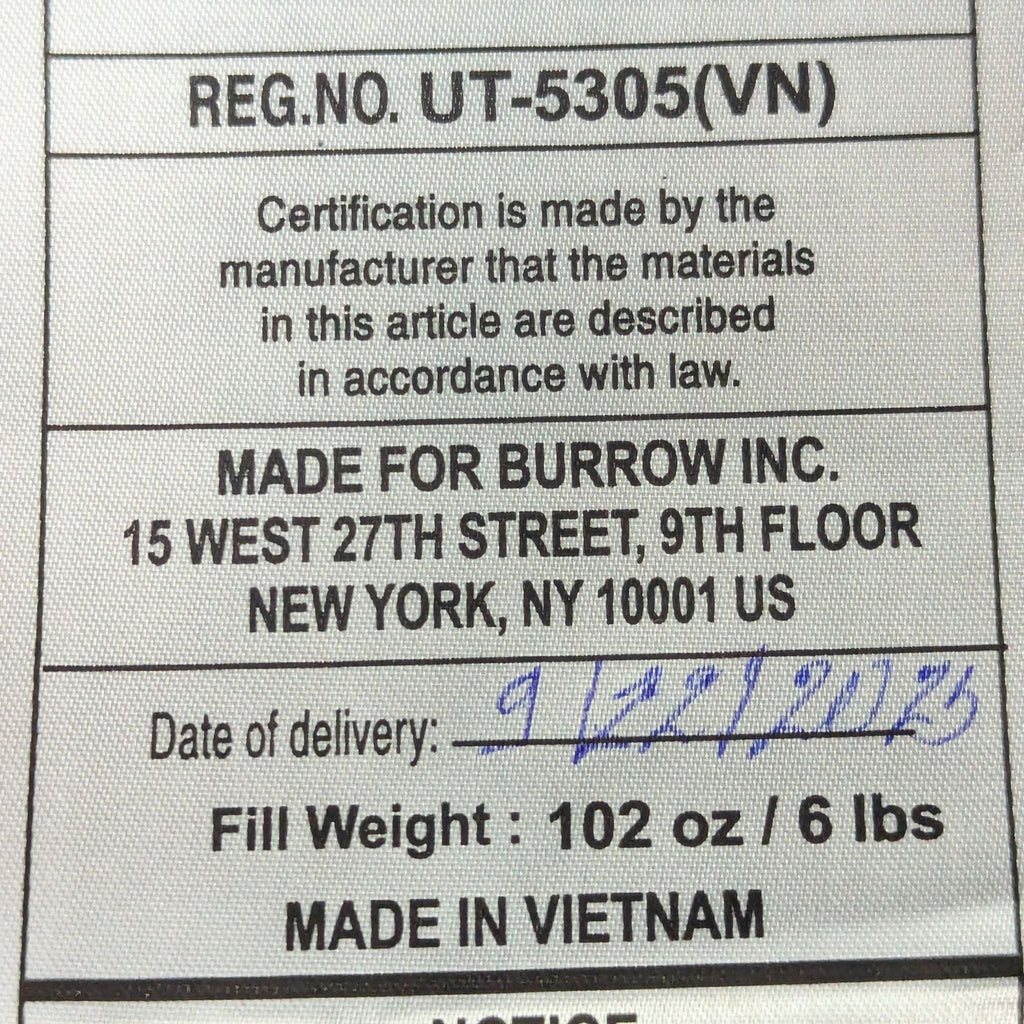 REG.NO. UT-5305(VN)
Certification is made by the
manufacturer that the materials
in this article are described
in accordance with law.
MADE FOR BURROW INC.
15 WEST 27TH STREET, 9TH FLOOR
NEW YORK, NY 10001 US
Date of delivery: 9/22/2025
Fill Weight : 102 oz / 6 lbs
MADE IN VIETNAM
NOTICE